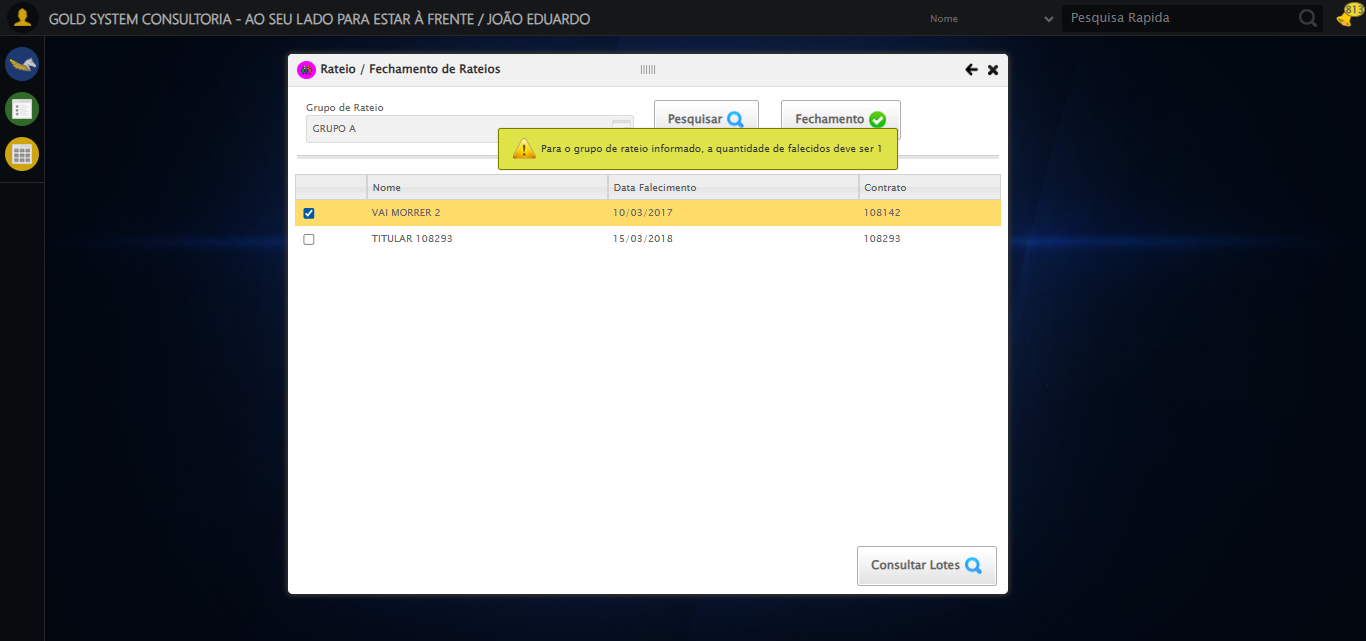 GOLD SYSTEM CONSULTORIA - AO SEU LADO PARA ESTAR À FRENTE / JOÃO EDUARDO
Nome
Pesquisa Rapida
813
Rateio / Fechamento de Rateios
Grupo de Rateio
GRUPO A
Pesquisar
Fechamento
Para o grupo de rateio informado, a quantidade de falecidos deve ser 1
Nome Data Falecimento Contrato
VAI MORRER 2 10/03/2017 108142
TITULAR 108293 15/03/2018 108293
Consultar Lotes